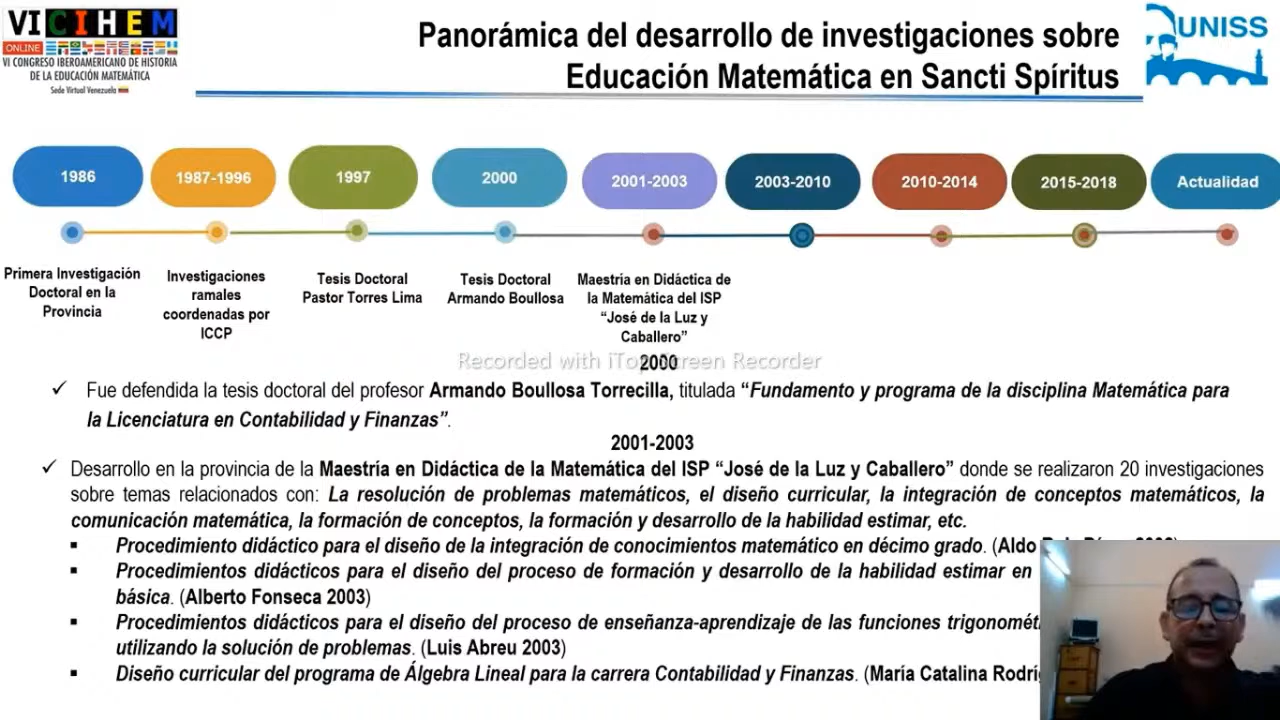 VI CIHEM
ONLINE
VI CONGRESO IBEROAMERICANO DE HISTORIA
DE LA EDUCACIÓN MATEMÁTICA
Sede Virtual Venezuela
Panorámica del desarrollo de investigaciones sobre
Educación Matemática en Sancti Spíritus
UNISS
1986
1987-1996
1997
2000
2001-2003
2003-2010
2010-2014
2015-2018
Actualidad
Primera Investigación
Doctoral en la
Provincia
Investigaciones
ramales
coordenadas por
ICCP
Tesis Doctoral
Pastor Torres Lima
Tesis Doctoral
Armando Boullosa
Maestría en Didáctica de
la Matemática del ISP
“José de la Luz y
Caballero”
Recorded with iTop Screen Recorder
2000
✓ Fue defendida la tesis doctoral del profesor Armando Boullosa Torrecilla, titulada “Fundamento y programa de la disciplina Matemática para
la Licenciatura en Contabilidad y Finanzas”.
2001-2003
✓ Desarrollo en la provincia de la Maestría en Didáctica de la Matemática del ISP “José de la Luz y Caballero” donde se realizaron 20 investigaciones
sobre temas relacionados con: La resolución de problemas matemáticos, el diseño curricular, la integración de conceptos matemáticos, la
comunicación matemática, la formación de conceptos, la formación y desarrollo de la habilidad estimar, etc.
▪ Procedimiento didáctico para el diseño de la integración de conocimientos matemático en décimo grado. (Aldo
▪ Procedimientos didácticos para el diseño del proceso de formación y desarrollo de la habilidad estimar en
básica. (Alberto Fonseca 2003)
▪ Procedimientos didácticos para el diseño del proceso de enseñanza-aprendizaje de las funciones
utilizando la solución de problemas. (Luis Abreu 2003)
▪ Diseño curricular del programa de Álgebra Lineal para la carrera Contabilidad y Finanzas. (María Catalina